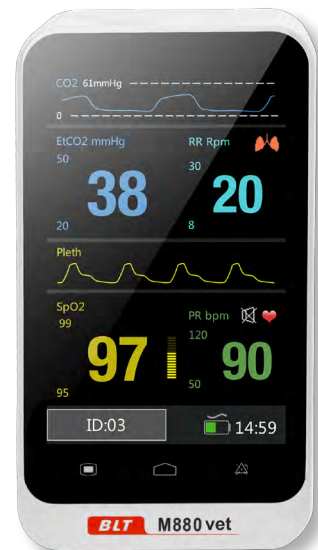 CO2 61mmHg
0
EtCO2 mmHg
50
38
20
RR Rpm
30
20
8
Pleth
SpO2
99
97
95
PR bpm
120
90
50
ID:03
14:59
BLT M880 vet